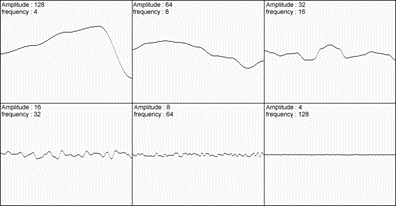 Amplitude : 128
frequency : 4
Amplitude : 64
frequency : 8
Amplitude : 32
frequency : 16
Amplitude : 16
frequency : 32
Amplitude : 8
frequency : 64
Amplitude : 4
frequency : 128